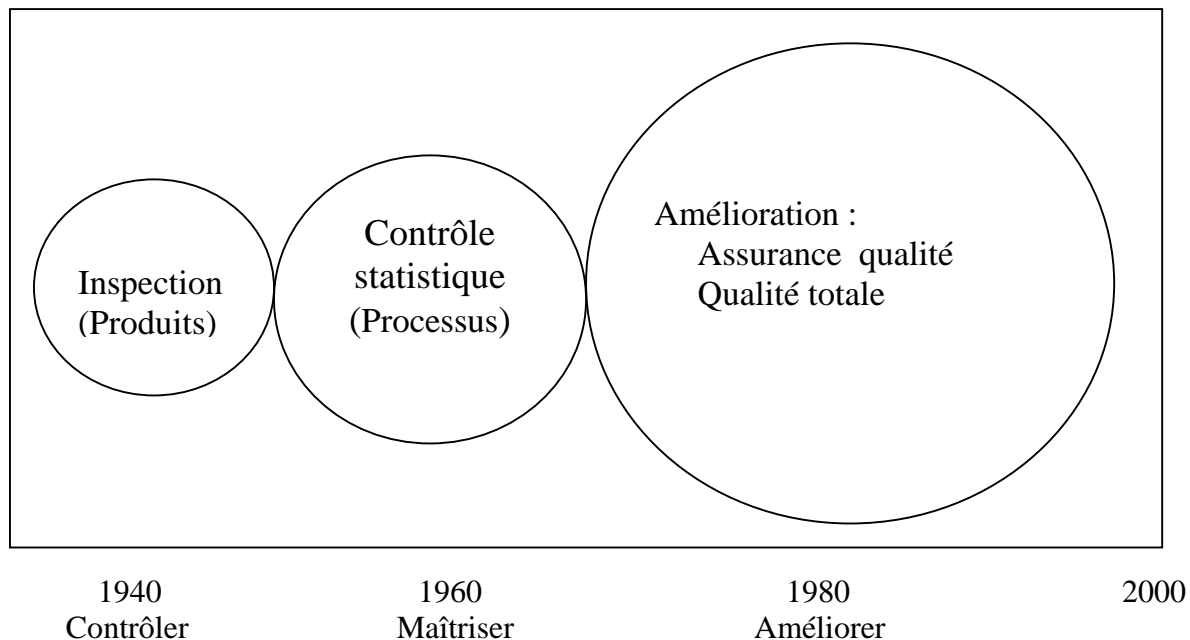 Inspection
(Produits)
Contrôle
statistique
(Processus)
Amélioration :
Assurance qualité
Qualité totale
1940 1960 1980 2000
Contrôler Maîtriser Améliorer